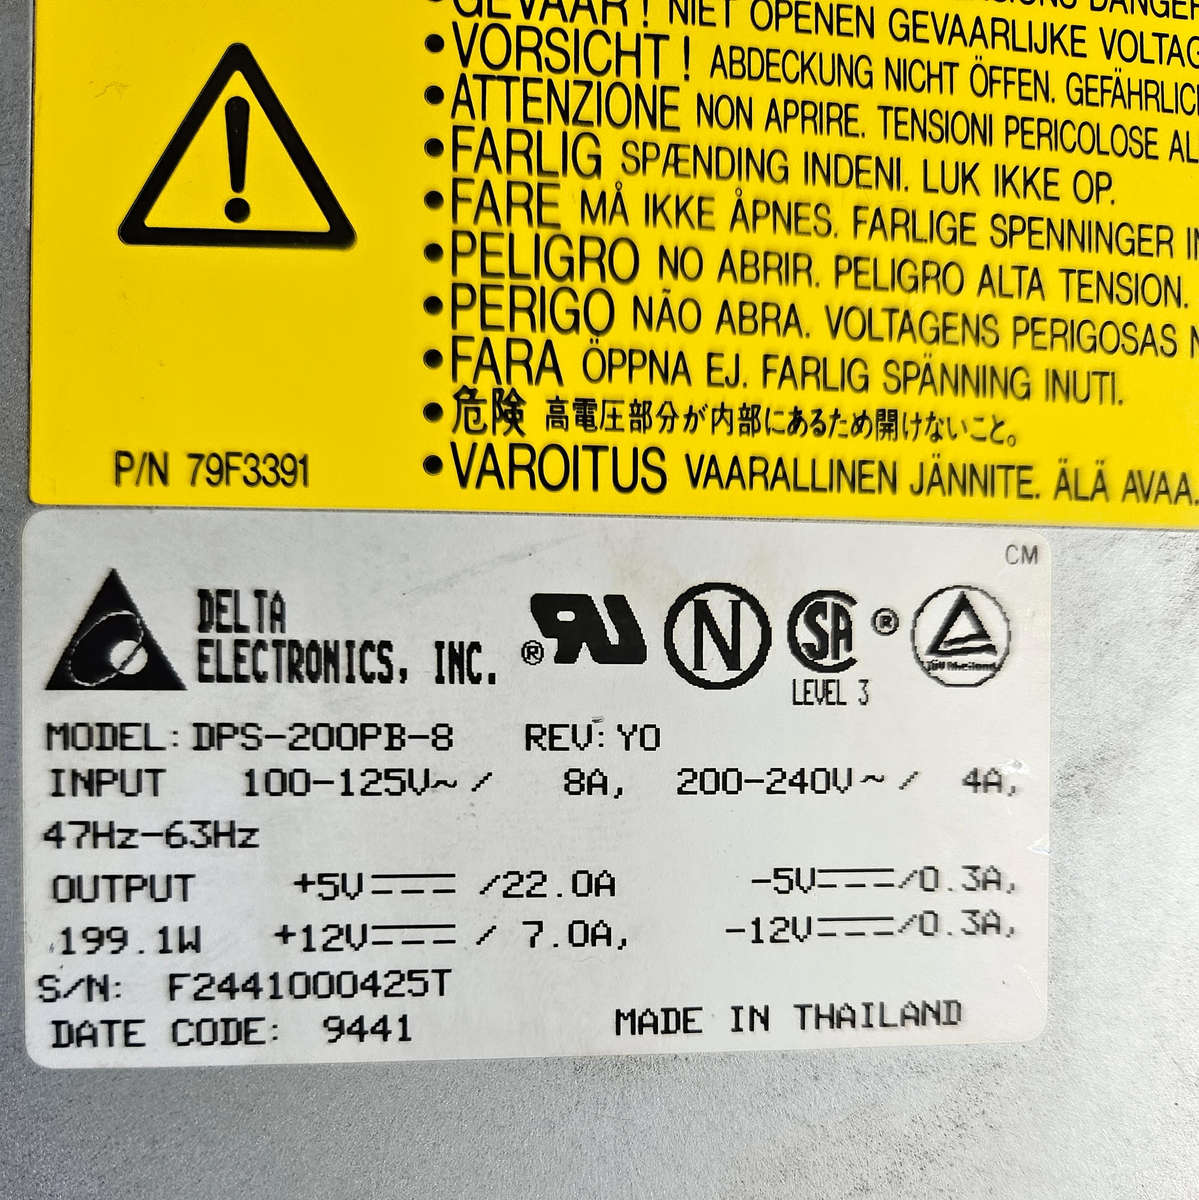 GEVAAR! NIET OPENEN GEVAARLIJKE VOLTAG
• VORSICHT! ABDECKUNG NICHT ÖFFEN. GEFÄHRLIC
• ATTENZIONE NON APRIRE. TENSIONI PERICOLOSE AL
• FARLIG SPÆNDING INDENI. LUK IKKE OP.
• FARE MÅ IKKE ÅPNES. FARLIGE SPENNINGER IN
• PELIGRO NO ABRIR. PELIGRO ALTA TENSION.
• PERIGO NÃO ABRA. VOLTAGENS PERIGOSAS N
• FARA ÖPPNA EJ. FARLIG SPÄNNING INUTI.
• 危険 高電圧部分が内部にあるため開けないこと。
• VAROITUS VAARALLINEN JÄNNITE. ÄLÄ AVAA.
P/N 79F3391
CM
DELTA
ELECTRONICS, INC.
® RU N SA ®
LEVEL 3
TÜV Rheinland
MODEL: DPS-200PB-8 REV: Y0
INPUT 100-125V~ / 8A, 200-240V~ / 4A,
47Hz-63Hz
OUTPUT +5V⎓/22.0A -5V⎓/0.3A,
199.1W +12V⎓/ 7.0A, -12V⎓/0.3A,
S/N: F2441000425T
DATE CODE: 9441 MADE IN THAILAND